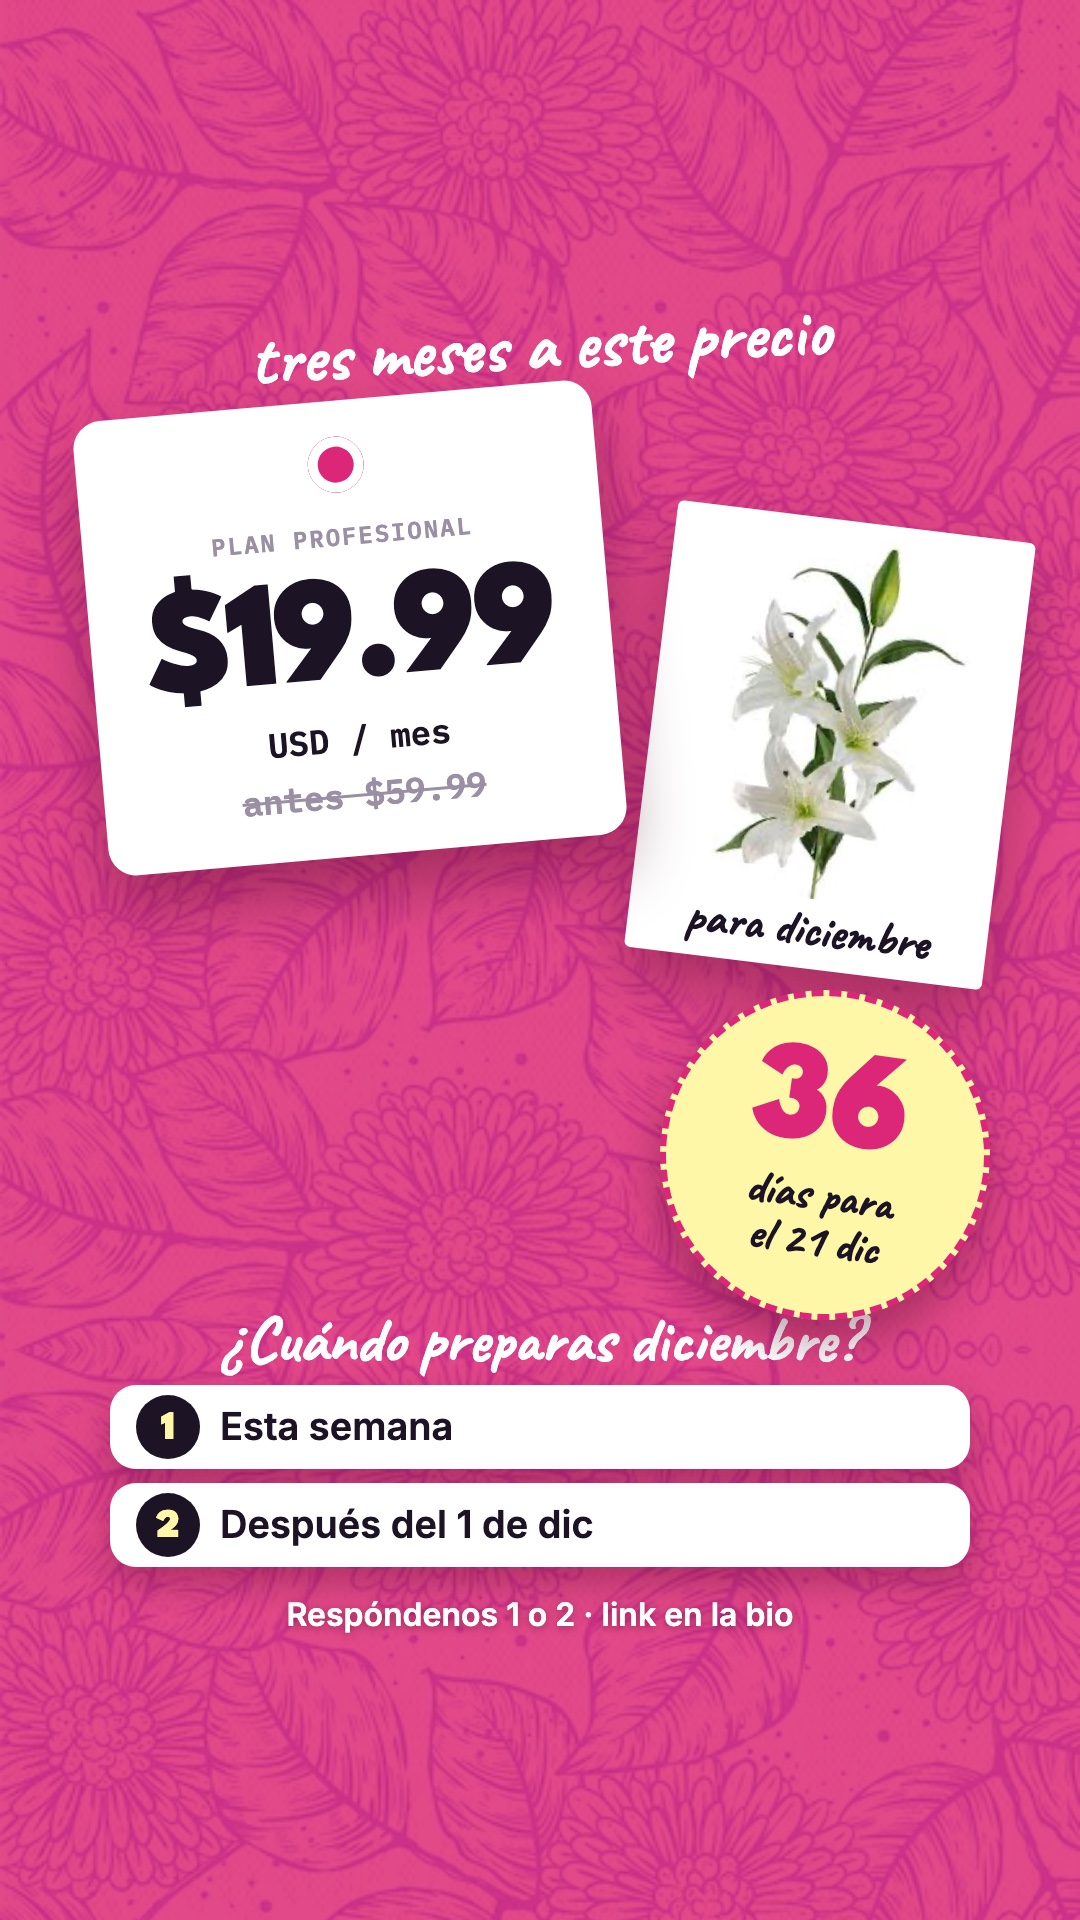 tres meses a este precio
PLAN PROFESIONAL
$19.99
USD / mes
antes $59.99
para diciembre
36
días para
el 21 dic
¿Cuándo preparas diciembre?
1 Esta semana
2 Después del 1 de dic
Respóndenos 1 o 2 · link en la bio